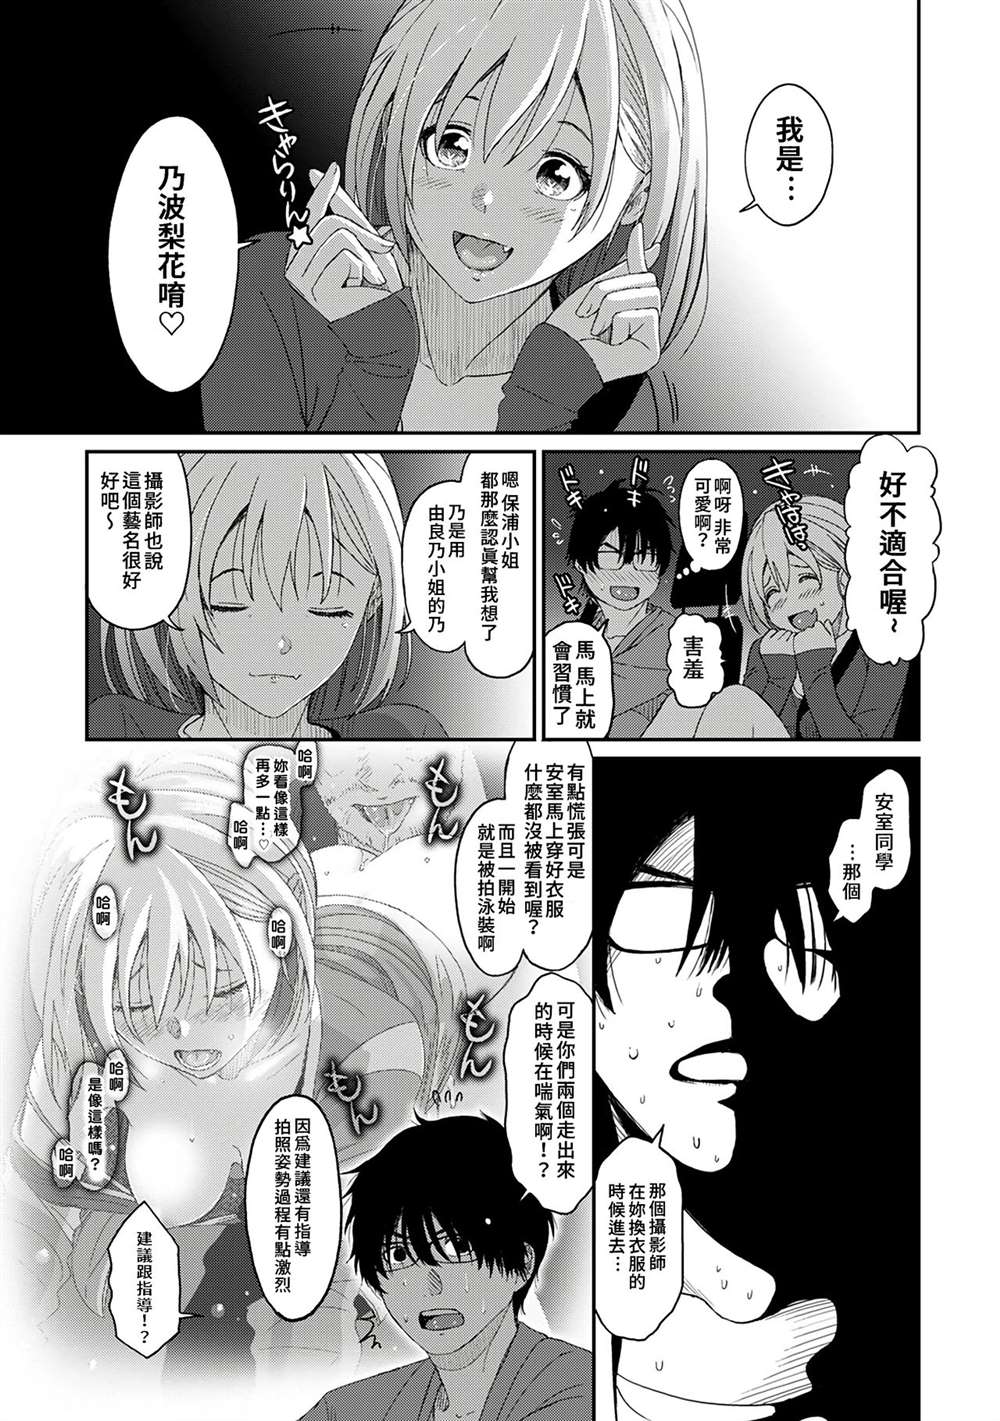 我是…
きゃらりん☆
乃波梨花唷♡
好不適合喔~
きゃはは
啊呀 非常
可愛啊?
害羞
馬 馬上就
會習慣了
ドキ
ドキ
ドキ
ドキ
嗯 保浦小姐
都那麼認真幫我想了
乃是用
由良乃小姐的乃
攝影師也說
這個藝名很好
好吧~
安室同學
…那個
那個攝影師
在妳換衣服的
時候進去…
有點慌張可是
安室馬上穿好衣服
什麼都沒被看到喔?
而且一開始
就是被拍泳裝啊
可是你們兩個走出來
的時候在喘氣啊!?
因為建議還有指導
拍照姿勢過程有點激烈
建議跟指導!?
哈啊
妳看像這樣
再多一點…♡
哈啊
哈啊
哈啊
哈啊
是像這樣嗎?
哈啊
もん
もん
もん
もん